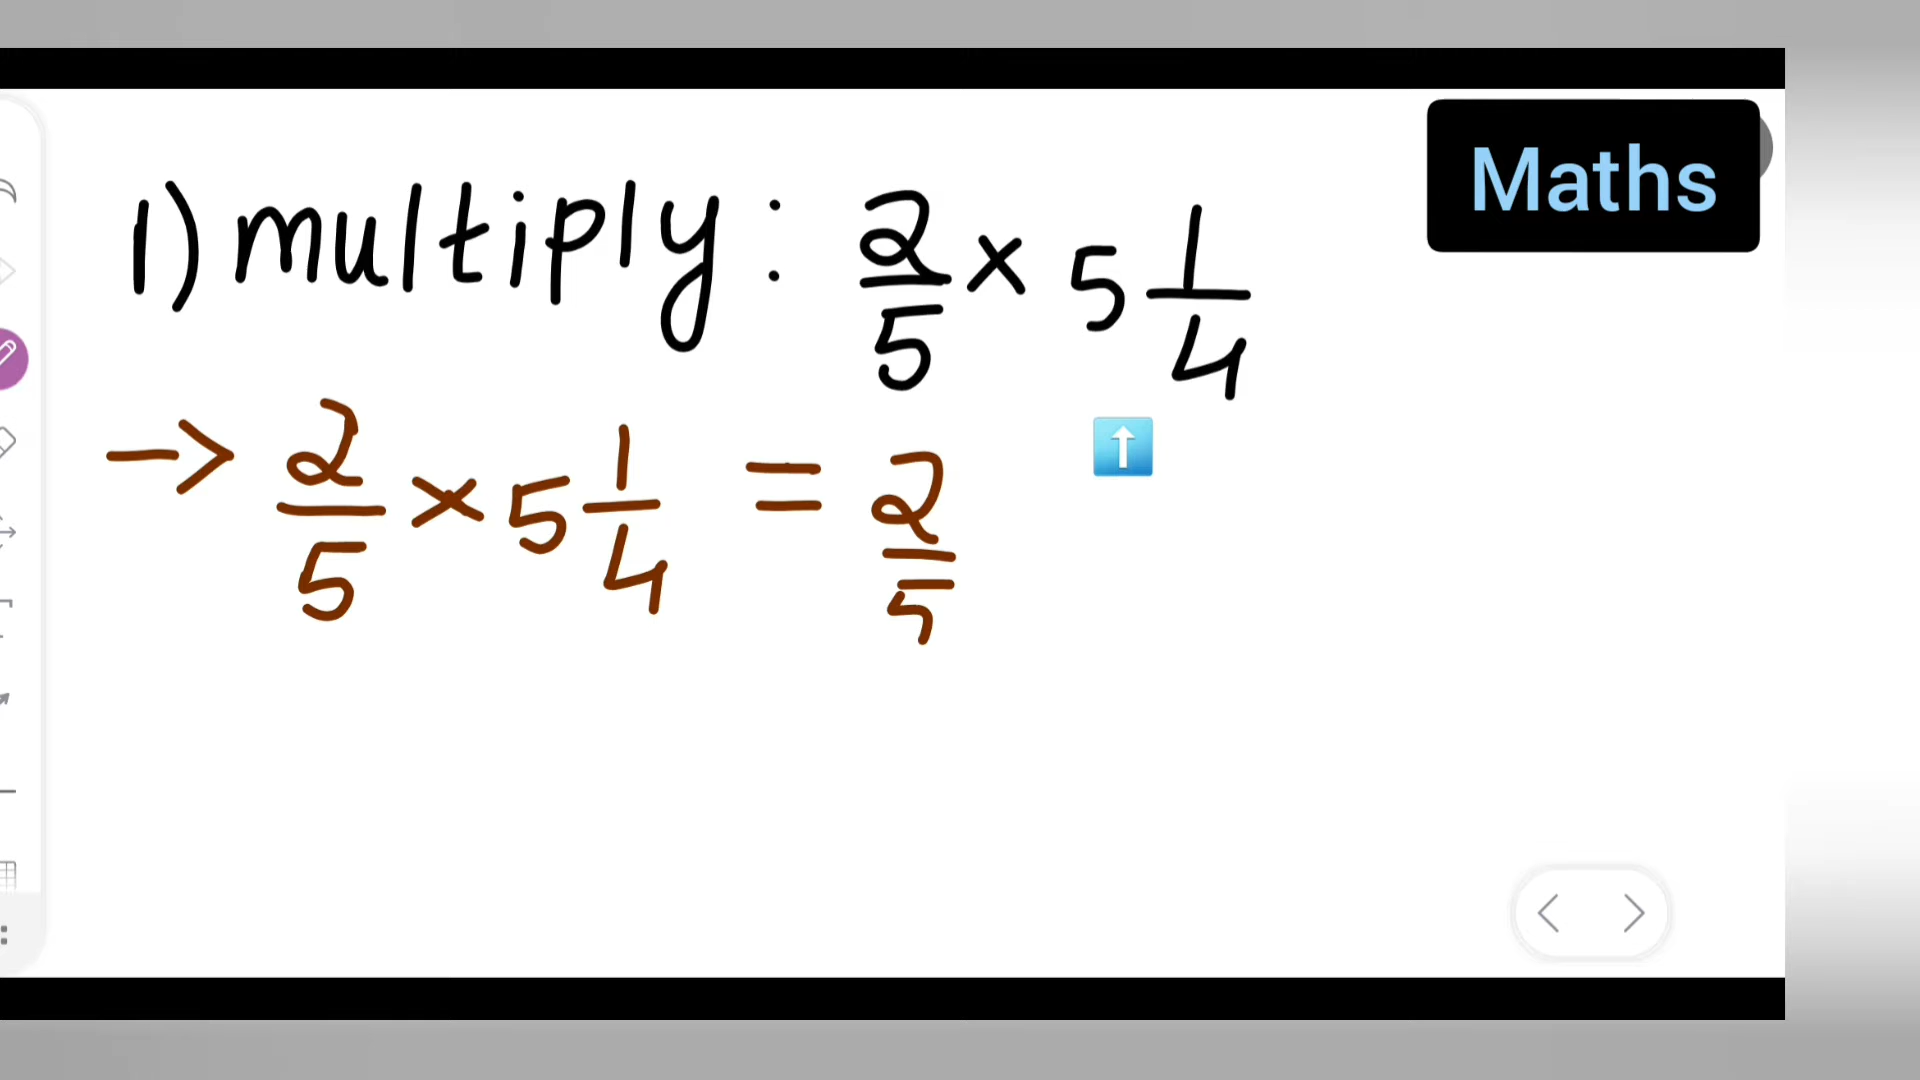 Maths
1) multiply : 2/5 × 5 1/4
→ 2/5 × 5 1/4 = 2/5